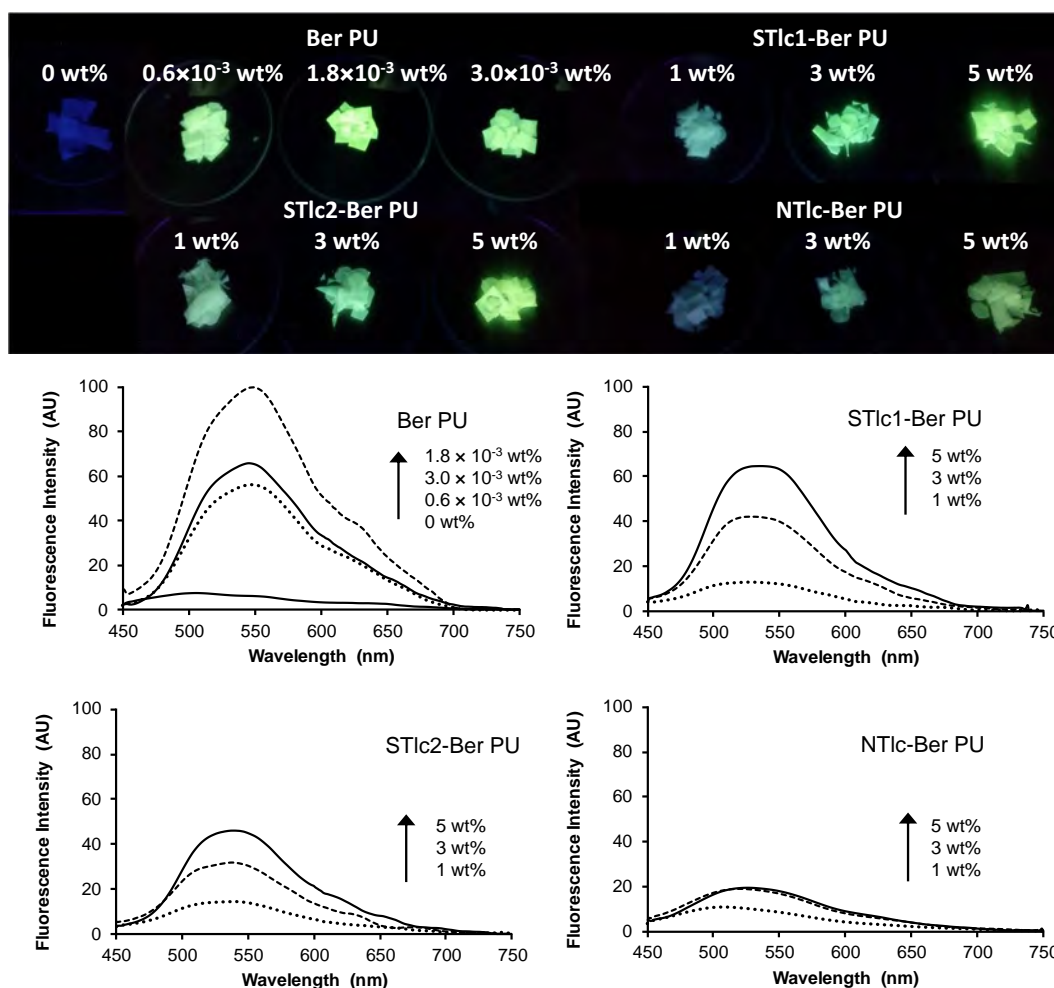 Ber PU
STlc1-Ber PU
0 wt%
0.6×10⁻³ wt%
1.8×10⁻³ wt%
3.0×10⁻³ wt%
1 wt%
3 wt%
5 wt%
STlc2-Ber PU
NTlc-Ber PU
1 wt%
3 wt%
5 wt%
1 wt%
3 wt%
5 wt%
Fluorescence Intensity (AU)
100
80
60
40
20
0
450 500 550 600 650 700 750
Wavelength (nm)
Ber PU
1.8 × 10⁻³ wt%
3.0 × 10⁻³ wt%
0.6 × 10⁻³ wt%
0 wt%
Fluorescence Intensity (AU)
100
80
60
40
20
0
450 500 550 600 650 700 750
Wavelength (nm)
STlc1-Ber PU
5 wt%
3 wt%
1 wt%
Fluorescence Intensity (AU)
100
80
60
40
20
0
450 500 550 600 650 700 750
Wavelength (nm)
STlc2-Ber PU
5 wt%
3 wt%
1 wt%
Fluorescence Intensity (AU)
100
80
60
40
20
0
450 500 550 600 650 700 750
Wavelength (nm)
NTlc-Ber PU
5 wt%
3 wt%
1 wt%